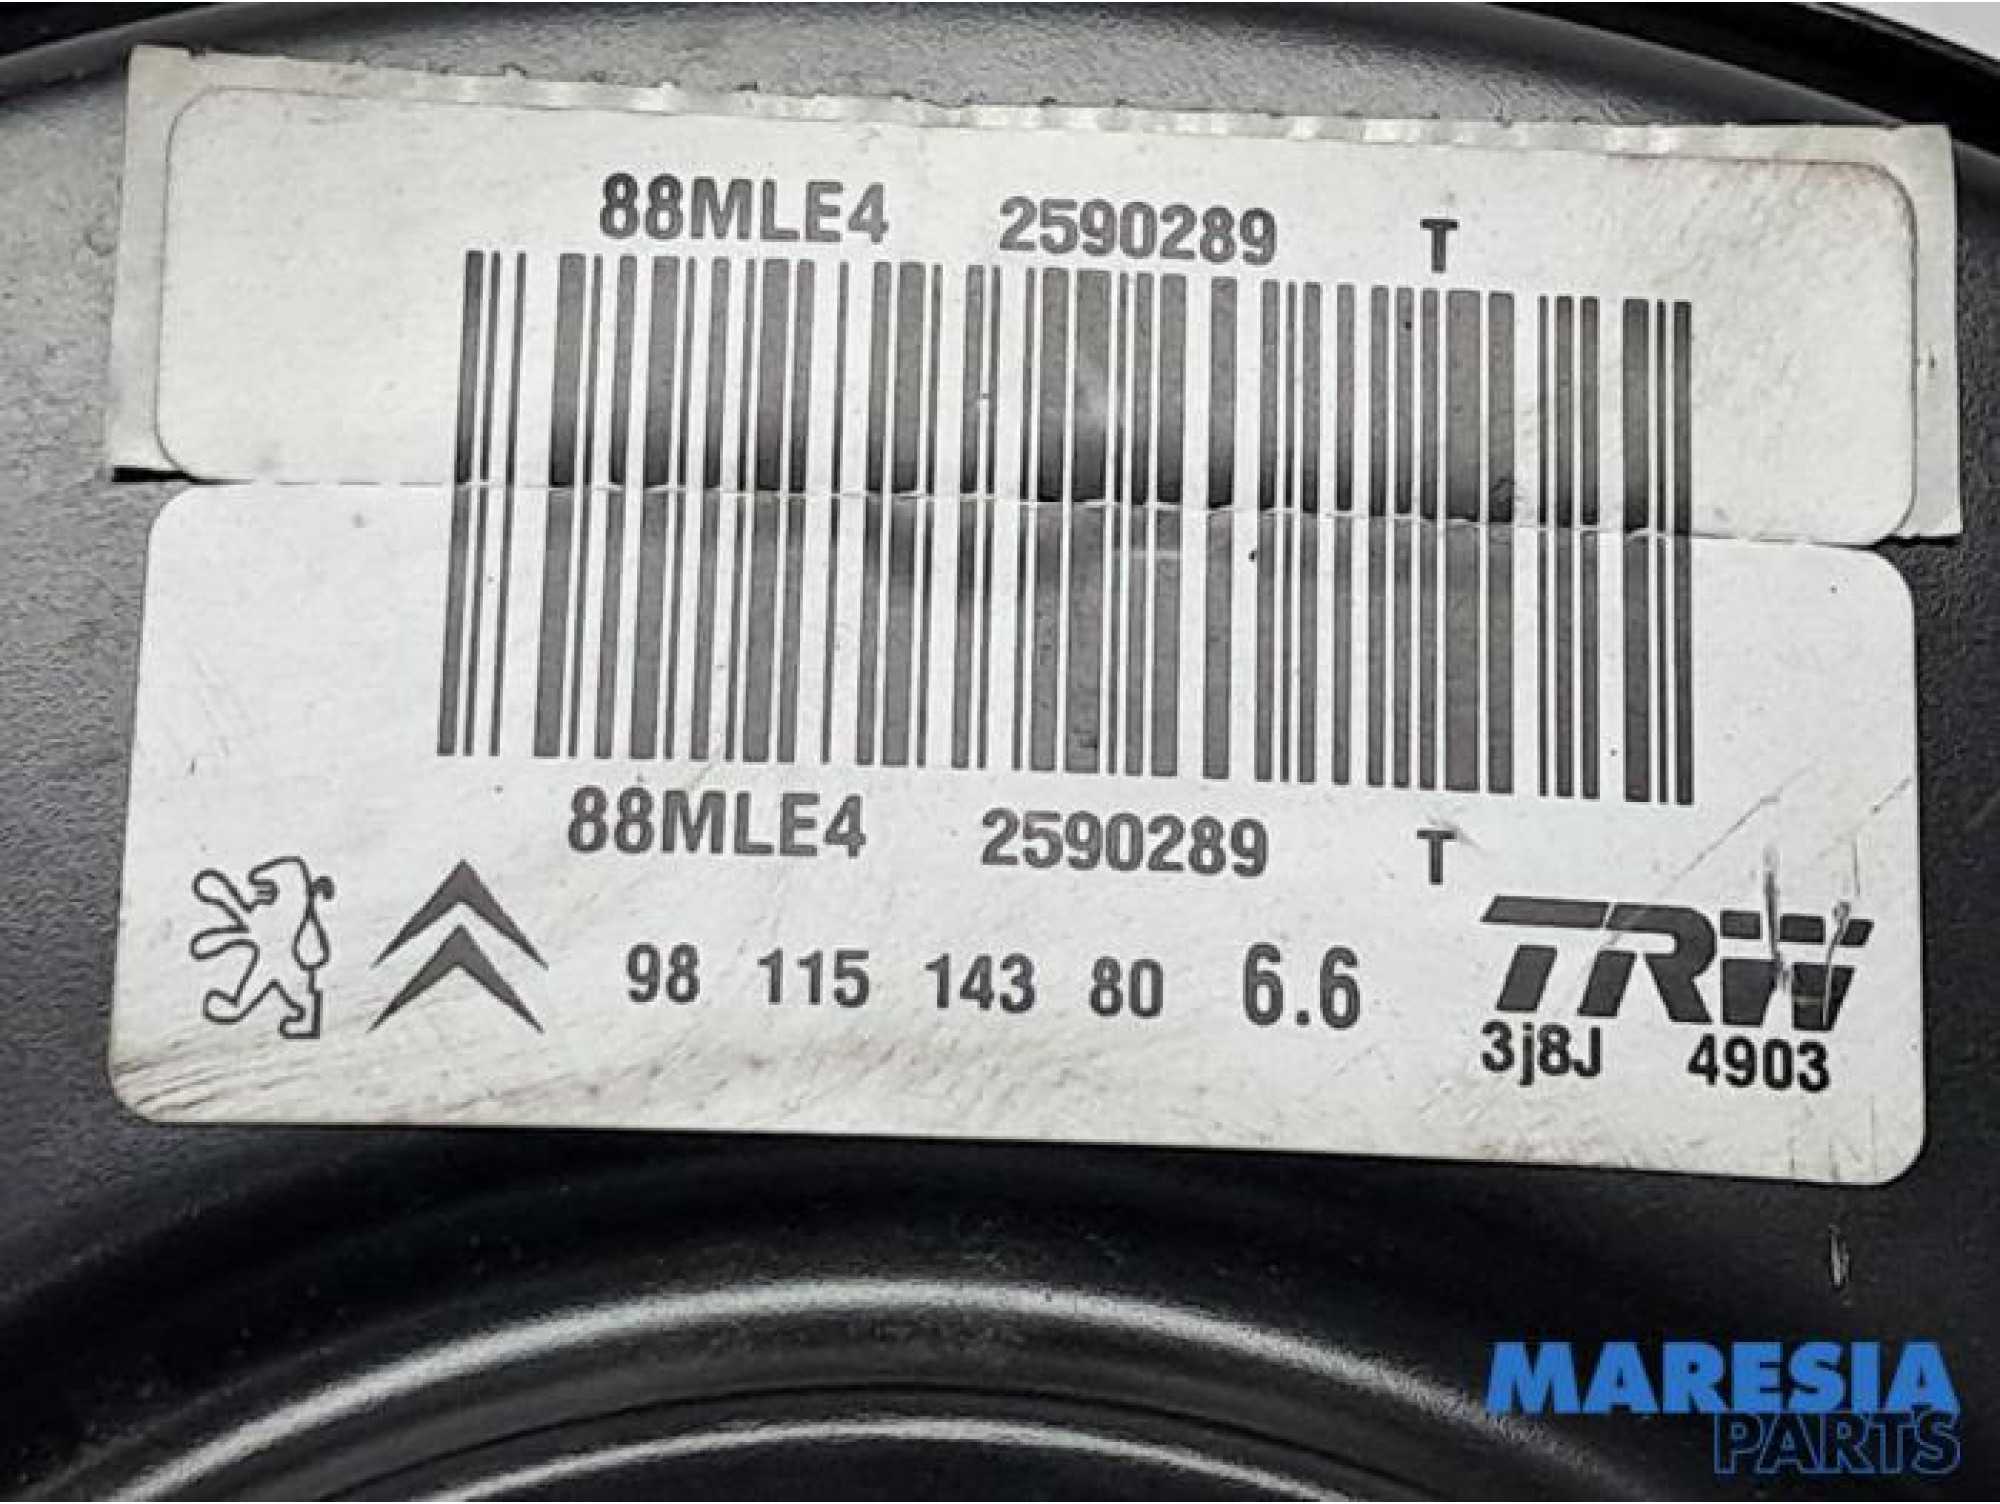 88MLE4 2590289 T
88MLE4 2590289 T
98 115 143 80 6.6
TRW
3j8J 4903
MARESIA
PARTS